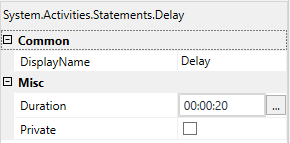 System.Activities.Statements.Delay
Common
DisplayName Delay
Misc
Duration 00:00:20 ...
Private